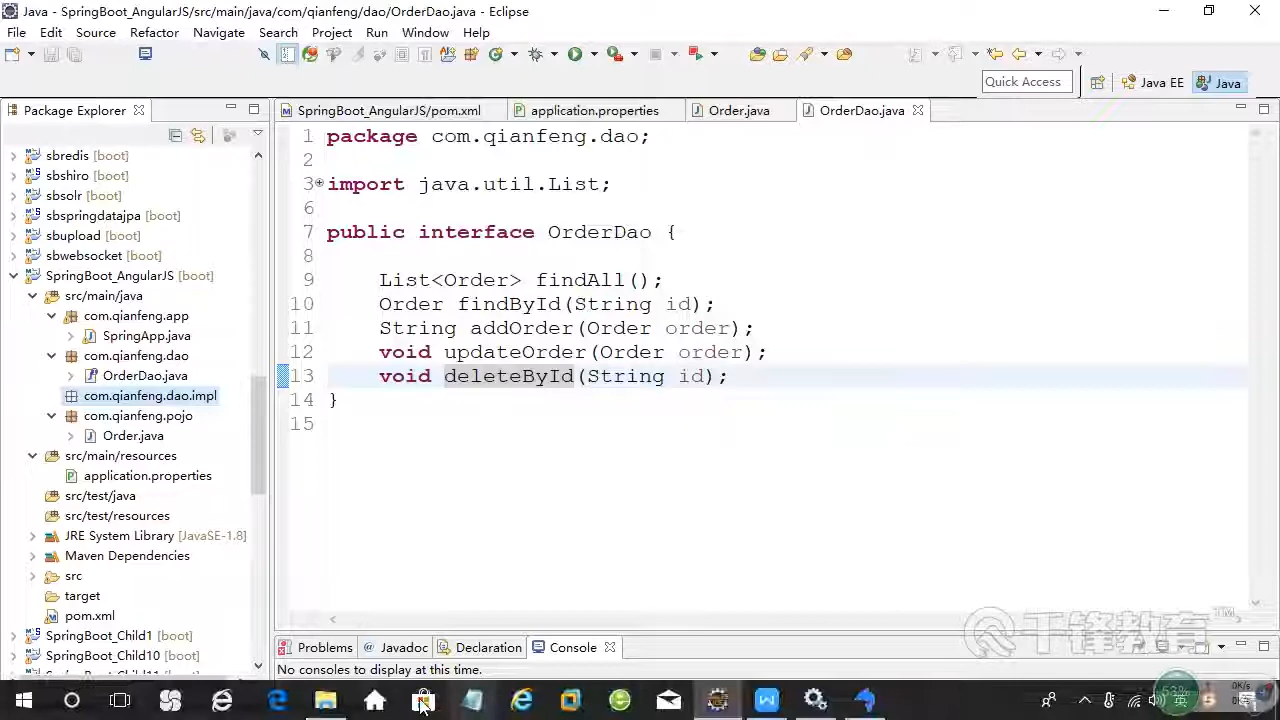 Java - SpringBoot_AngularJS/src/main/java/com/qianfeng/dao/OrderDao.java - Eclipse
File Edit Source Refactor Navigate Search Project Run Window Help
Quick Access
Java EE
Java
Package Explorer
SpringBoot_AngularJS/pom.xml
application.properties
Order.java
OrderDao.java
sbredis [boot]
sbshiro [boot]
sbsolr [boot]
sbspringdatajpa [boot]
sbupload [boot]
sbwebsocket [boot]
SpringBoot_AngularJS [boot]
src/main/java
com.qianfeng.app
SpringApp.java
com.qianfeng.dao
OrderDao.java
com.qianfeng.dao.impl
com.qianfeng.pojo
Order.java
src/main/resources
application.properties
src/test/java
src/test/resources
JRE System Library [JavaSE-1.8]
Maven Dependencies
src
target
pom.xml
SpringBoot_Child1 [boot]
SpringBoot_Child10 [boot]
1 package com.qianfeng.dao;
2
3 import java.util.List;
6
7 public interface OrderDao {
8
9 List<Order> findAll();
10 Order findById(String id);
11 String addOrder(Order order);
12 void updateOrder(Order order);
13 void deleteById(String id);
14 }
15
千锋教育™
Problems
@ Javadoc
Declaration
Console
No consoles to display at this time.
53%
英
0K/s